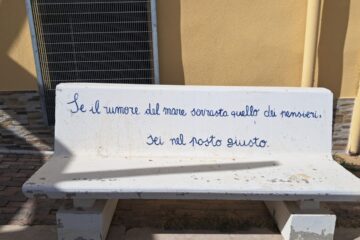 Se il rumore del mare sovrasta quello dei pensieri,
sei nel posto giusto.